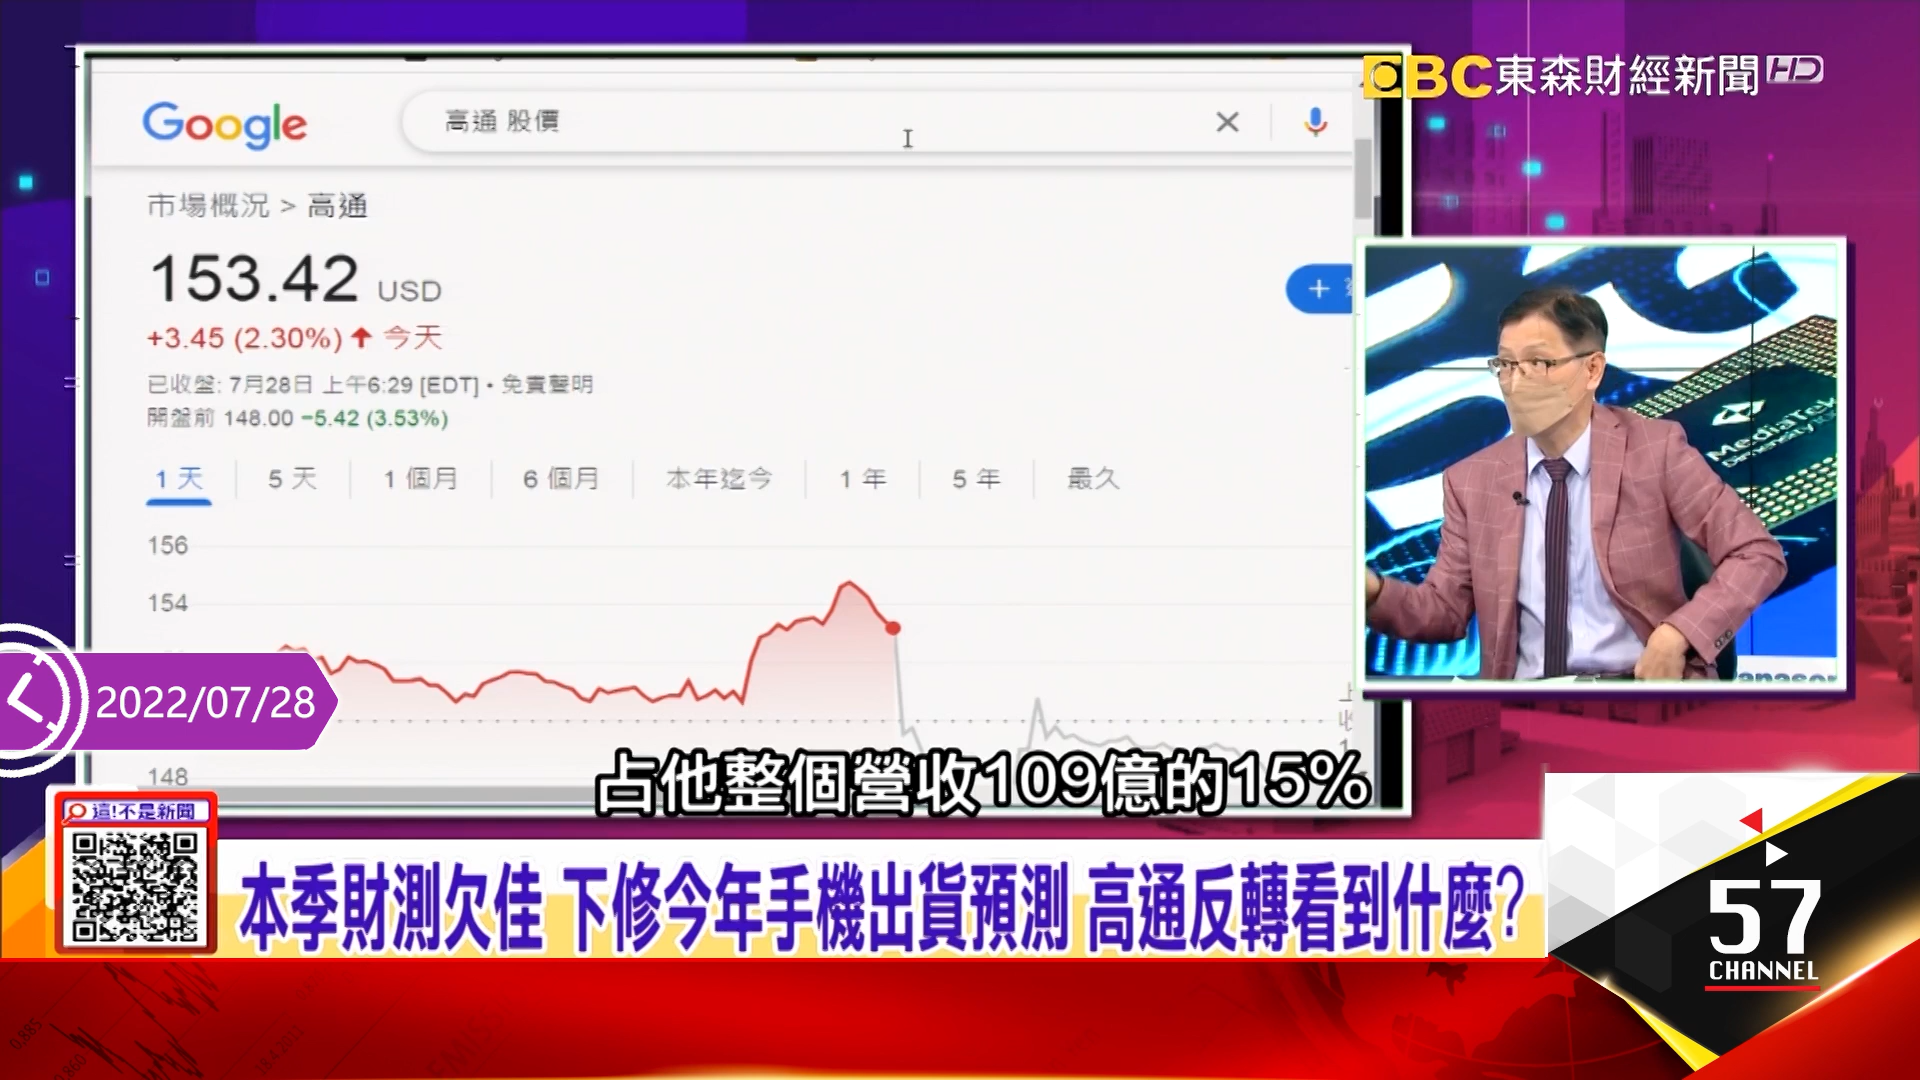 EBC東森財經新聞 HD
Google
高通 股價
市場概況 > 高通
153.42 USD
+3.45 (2.30%) 今天
已收盤: 7月28日 上午6:29 [EDT] • 免責聲明
開盤前 148.00 −5.42 (3.53%)
1 天
5 天
1 個月
6 個月
本年迄今
1 年
5 年
最久
156
154
148
MediaTek
Dimensity
2022/07/28
占他整個營收109億的15%
這!不是新聞
本季財測欠佳 下修今年手機出貨預測 高通反轉看到什麼?
57
CHANNEL